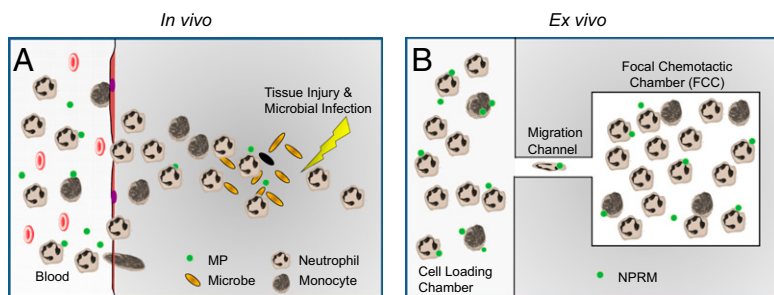 In vivo
Ex vivo
A
Tissue Injury &
Microbial Infection
MP
Neutrophil
Microbe
Monocyte
Blood
B
Focal Chemotactic
Chamber (FCC)
Migration
Channel
Cell Loading
Chamber
NPRM